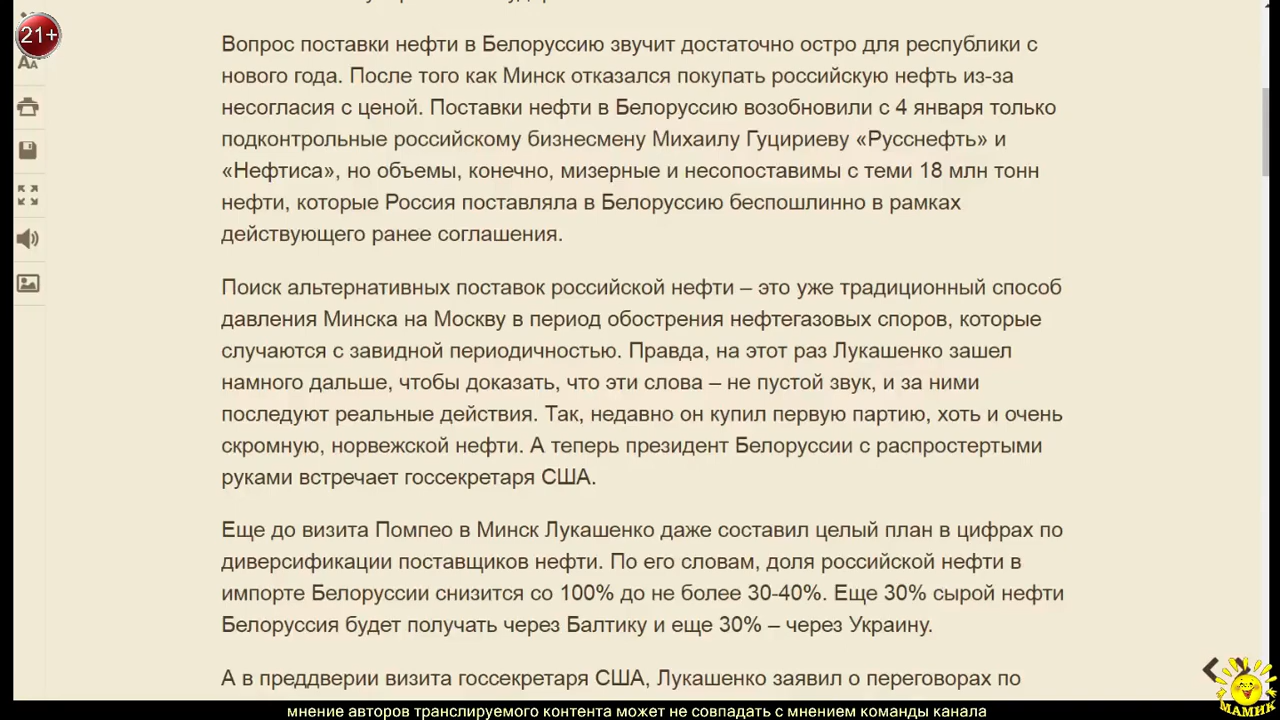 21+
Вопрос поставки нефти в Белоруссию звучит достаточно остро для республики с
нового года. После того как Минск отказался покупать российскую нефть из-за
несогласия с ценой. Поставки нефти в Белоруссию возобновили с 4 января только
подконтрольные российскому бизнесмену Михаилу Гуцириеву «Русснефть» и
«Нефтиса», но объемы, конечно, мизерные и несопоставимы с теми 18 млн тонн
нефти, которые Россия поставляла в Белоруссию беспошлинно в рамках
действующего ранее соглашения.
Поиск альтернативных поставок российской нефти – это уже традиционный способ
давления Минска на Москву в период обострения нефтегазовых споров, которые
случаются с завидной периодичностью. Правда, на этот раз Лукашенко зашел
намного дальше, чтобы доказать, что эти слова – не пустой звук, и за ними
последуют реальные действия. Так, недавно он купил первую партию, хоть и очень
скромную, норвежской нефти. А теперь президент Белоруссии с распростертыми
руками встречает госсекретаря США.
Еще до визита Помпео в Минск Лукашенко даже составил целый план в цифрах по
диверсификации поставщиков нефти. По его словам, доля российской нефти в
импорте Белоруссии снизится со 100% до не более 30-40%. Еще 30% сырой нефти
Белоруссия будет получать через Балтику и еще 30% – через Украину.
А в преддверии визита госсекретаря США, Лукашенко заявил о переговорах по
МАМИК
мнение авторов транслируемого контента может не совпадать с мнением команды канала